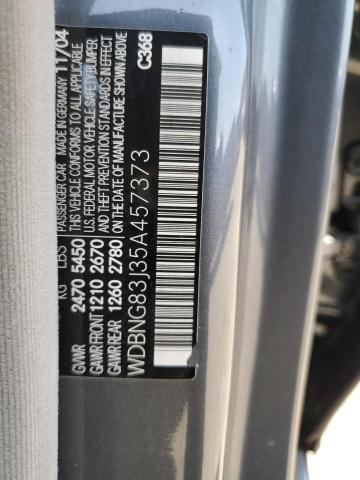 PASSENGER CAR MADE IN GERMANY 11/04
THIS VEHICLE CONFORMS TO ALL APPLICABLE
U.S. FEDERAL MOTOR VEHICLE SAFETY, BUMPER
AND THEFT PREVENTION STANDARDS IN EFFECT
ON THE DATE OF MANUFACTURE SHOWN ABOVE
KG LBS
GVWR 2470 5450
GAWR FRONT 1210 2670
GAWR REAR 1260 2780 C368
WDBNG83J35A457373